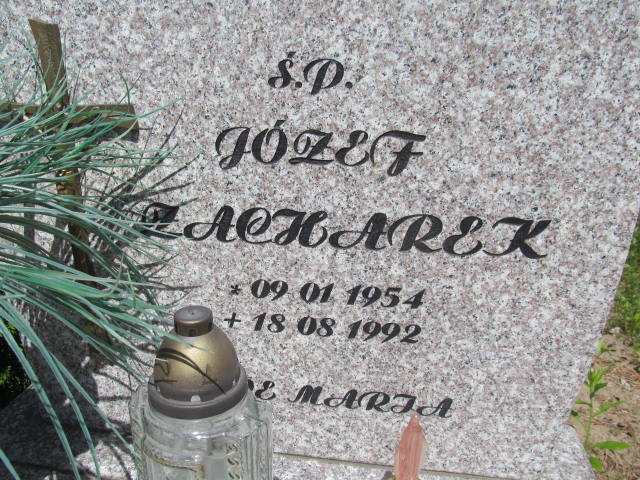 Ś.P.
JÓZEF
ZACHAREK
* 09 01 1954
+ 18 08 1992
MARIA